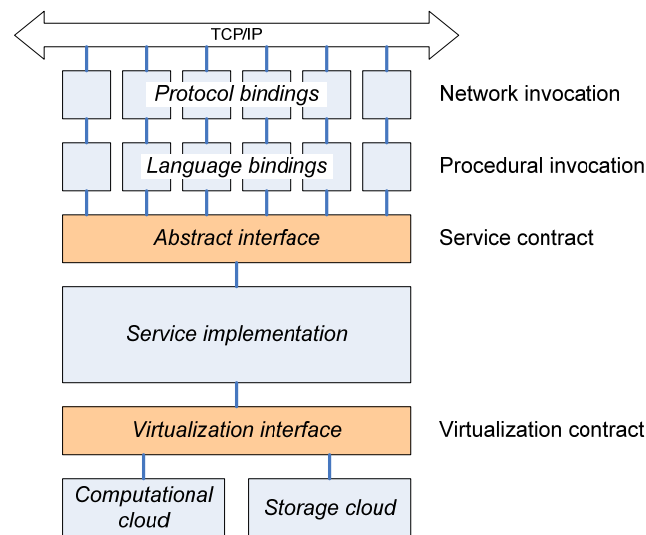 TCP/IP
Protocol bindings
Network invocation
Language bindings
Procedural invocation
Abstract interface
Service contract
Service implementation
Virtualization interface
Virtualization contract
Computational
cloud
Storage cloud